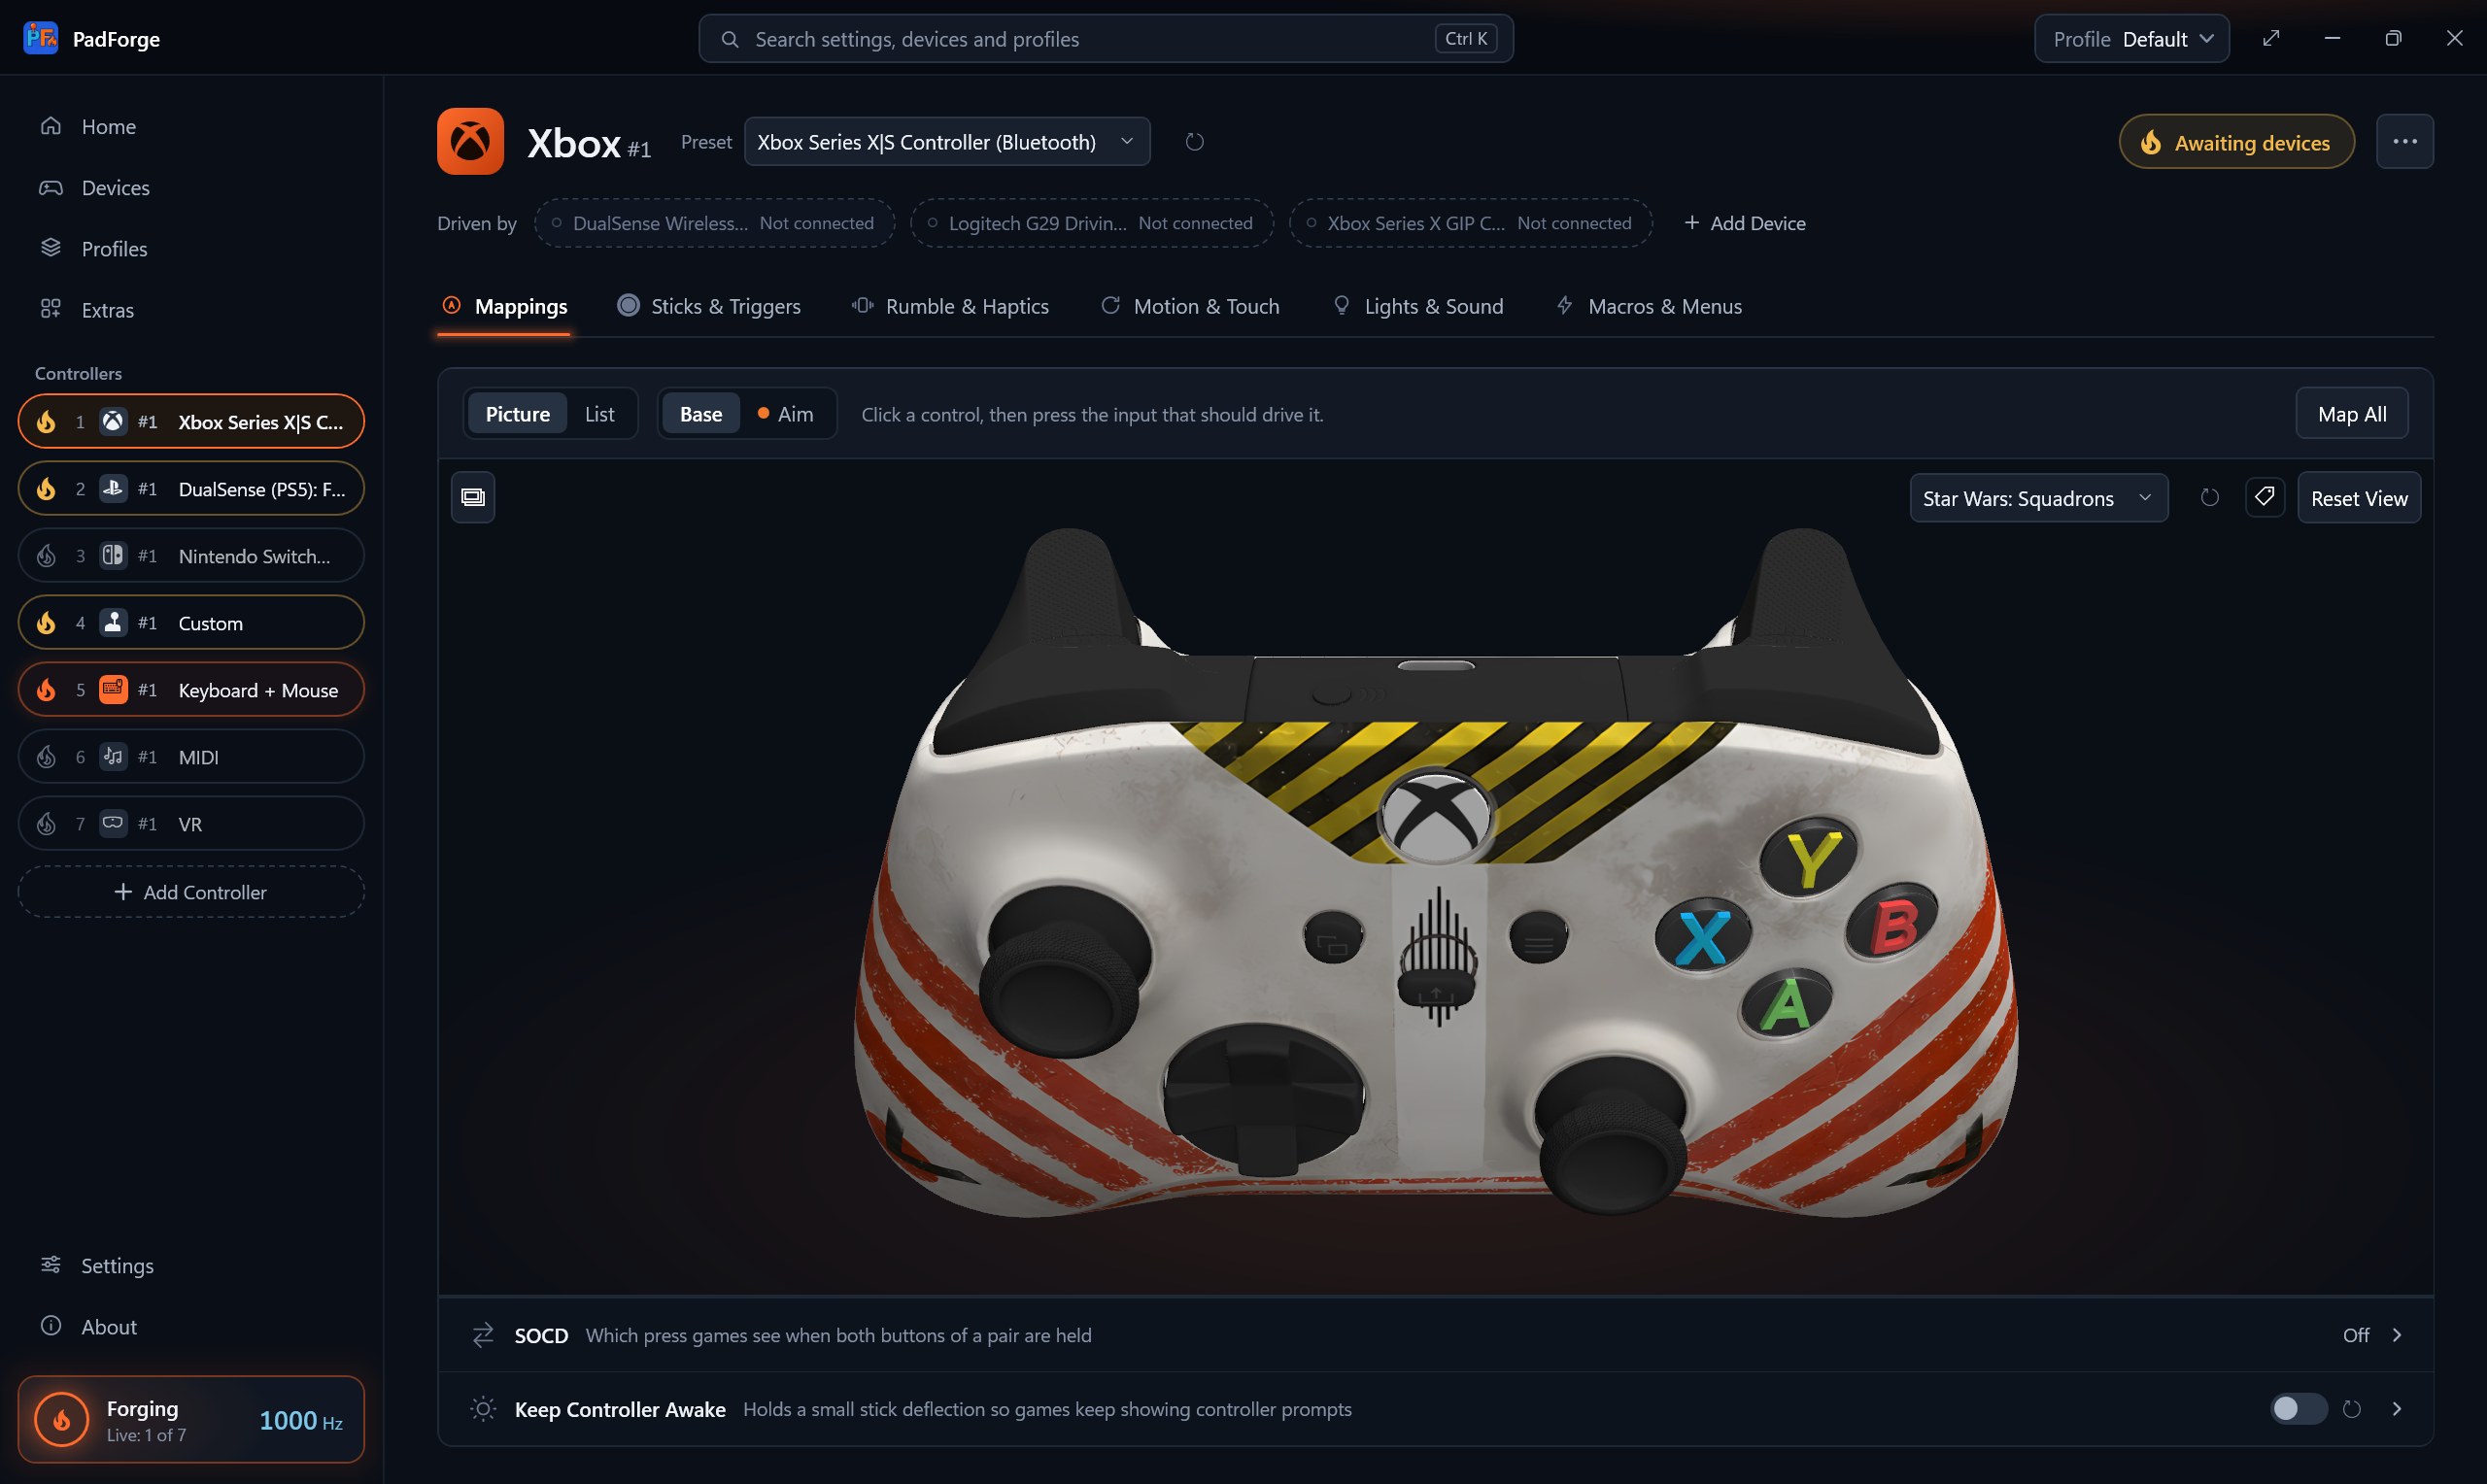 PadForge
Search settings, devices and profiles
Ctrl K
Profile Default
Home
Devices
Profiles
Extras
Controllers
1 #1 Xbox Series X|S C...
2 #1 DualSense (PS5): F...
3 #1 Nintendo Switch...
4 #1 Custom
5 #1 Keyboard + Mouse
6 #1 MIDI
7 #1 VR
+ Add Controller
Settings
About
Forging
Live: 1 of 7
1000 Hz
Xbox #1
Preset
Xbox Series X|S Controller (Bluetooth)
Awaiting devices
Driven by
DualSense Wireless... Not connected
Logitech G29 Drivin... Not connected
Xbox Series X GIP C... Not connected
+ Add Device
Mappings
Sticks & Triggers
Rumble & Haptics
Motion & Touch
Lights & Sound
Macros & Menus
Picture
List
Base
Aim
Click a control, then press the input that should drive it.
Map All
Star Wars: Squadrons
Reset View
Y
X
B
A
SOCD Which press games see when both buttons of a pair are held
Off
Keep Controller Awake Holds a small stick deflection so games keep showing controller prompts